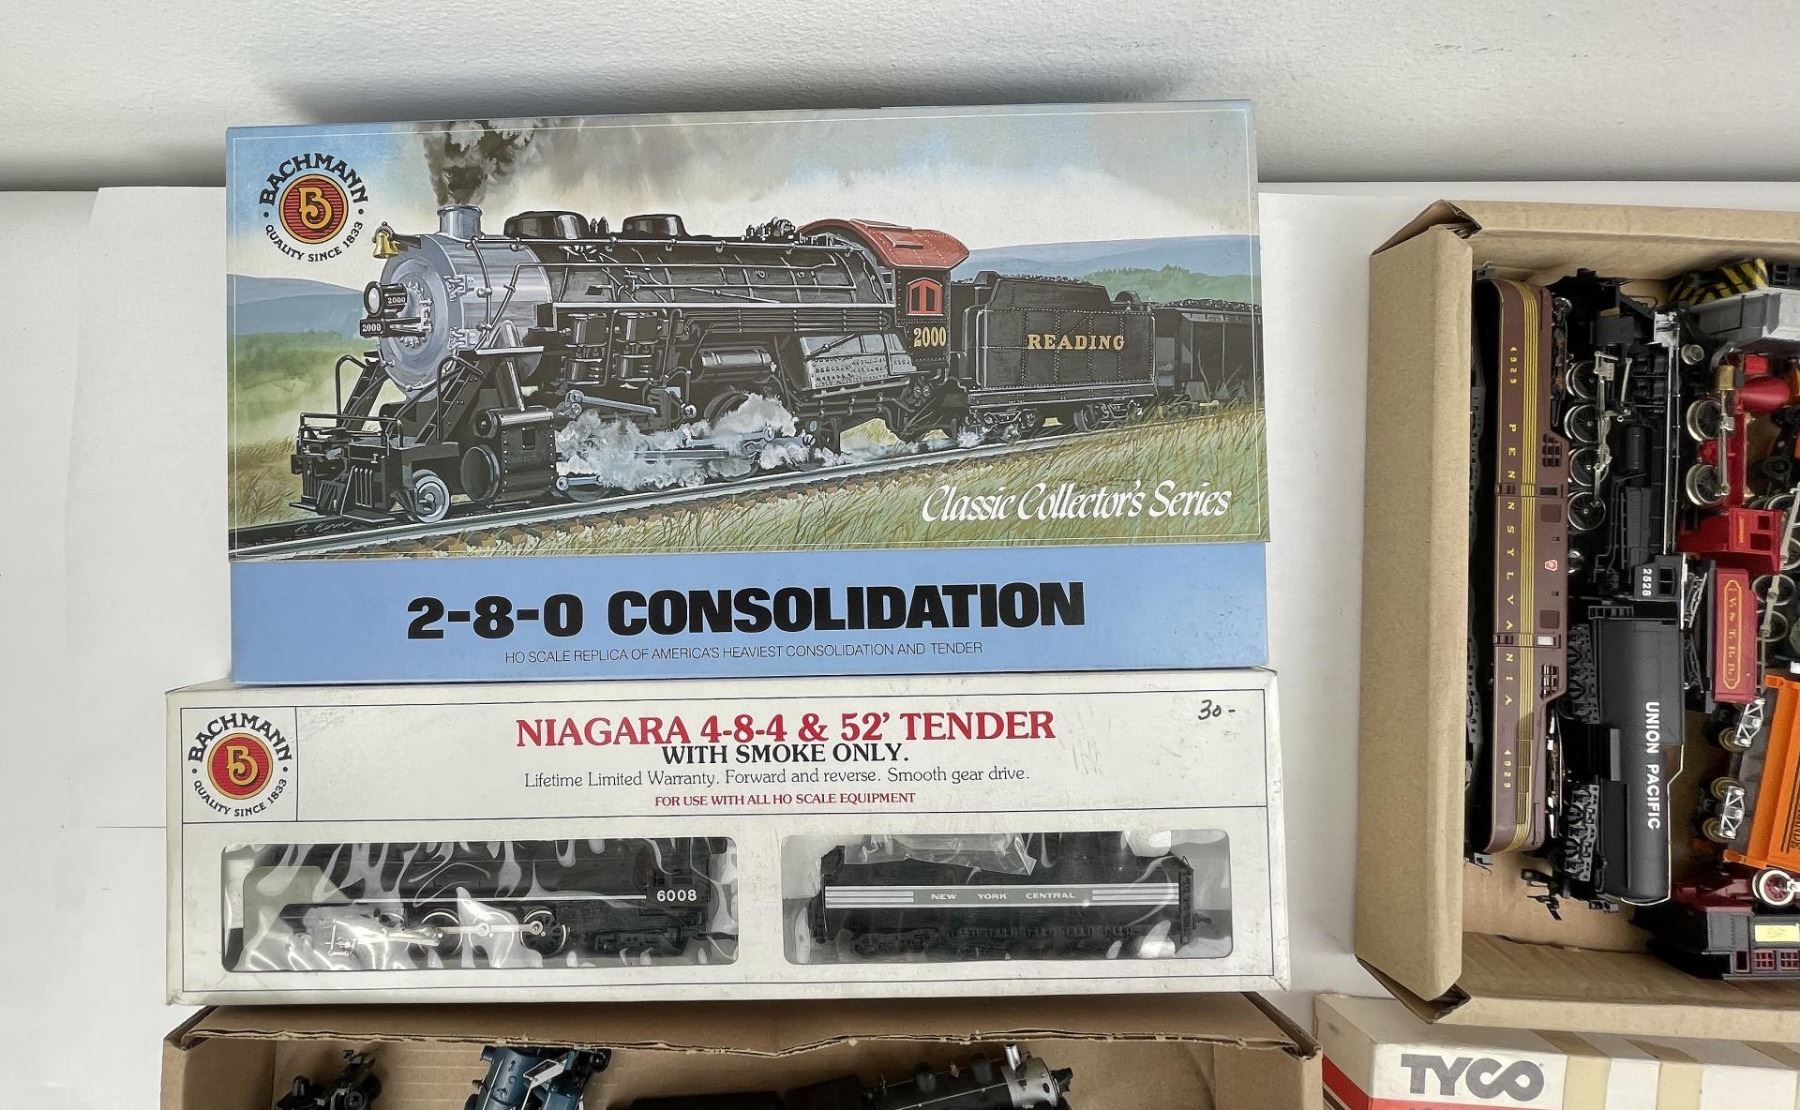 BACHMANN
B
QUALITY SINCE 1833
2000
2000
2000
READING
Classic Collector's Series
2-8-0 CONSOLIDATION
HO SCALE REPLICA OF AMERICA'S HEAVIEST CONSOLIDATION AND TENDER
BACHMANN
B
QUALITY SINCE 1833
NIAGARA 4-8-4 & 52' TENDER
30-
WITH SMOKE ONLY.
Lifetime Limited Warranty. Forward and reverse. Smooth gear drive.
FOR USE WITH ALL HO SCALE EQUIPMENT
6008
NEW YORK CENTRAL
4929
PENNSYLVANIA
4929
2528
UNION PACIFIC
V. & T. R.R.
TYCO